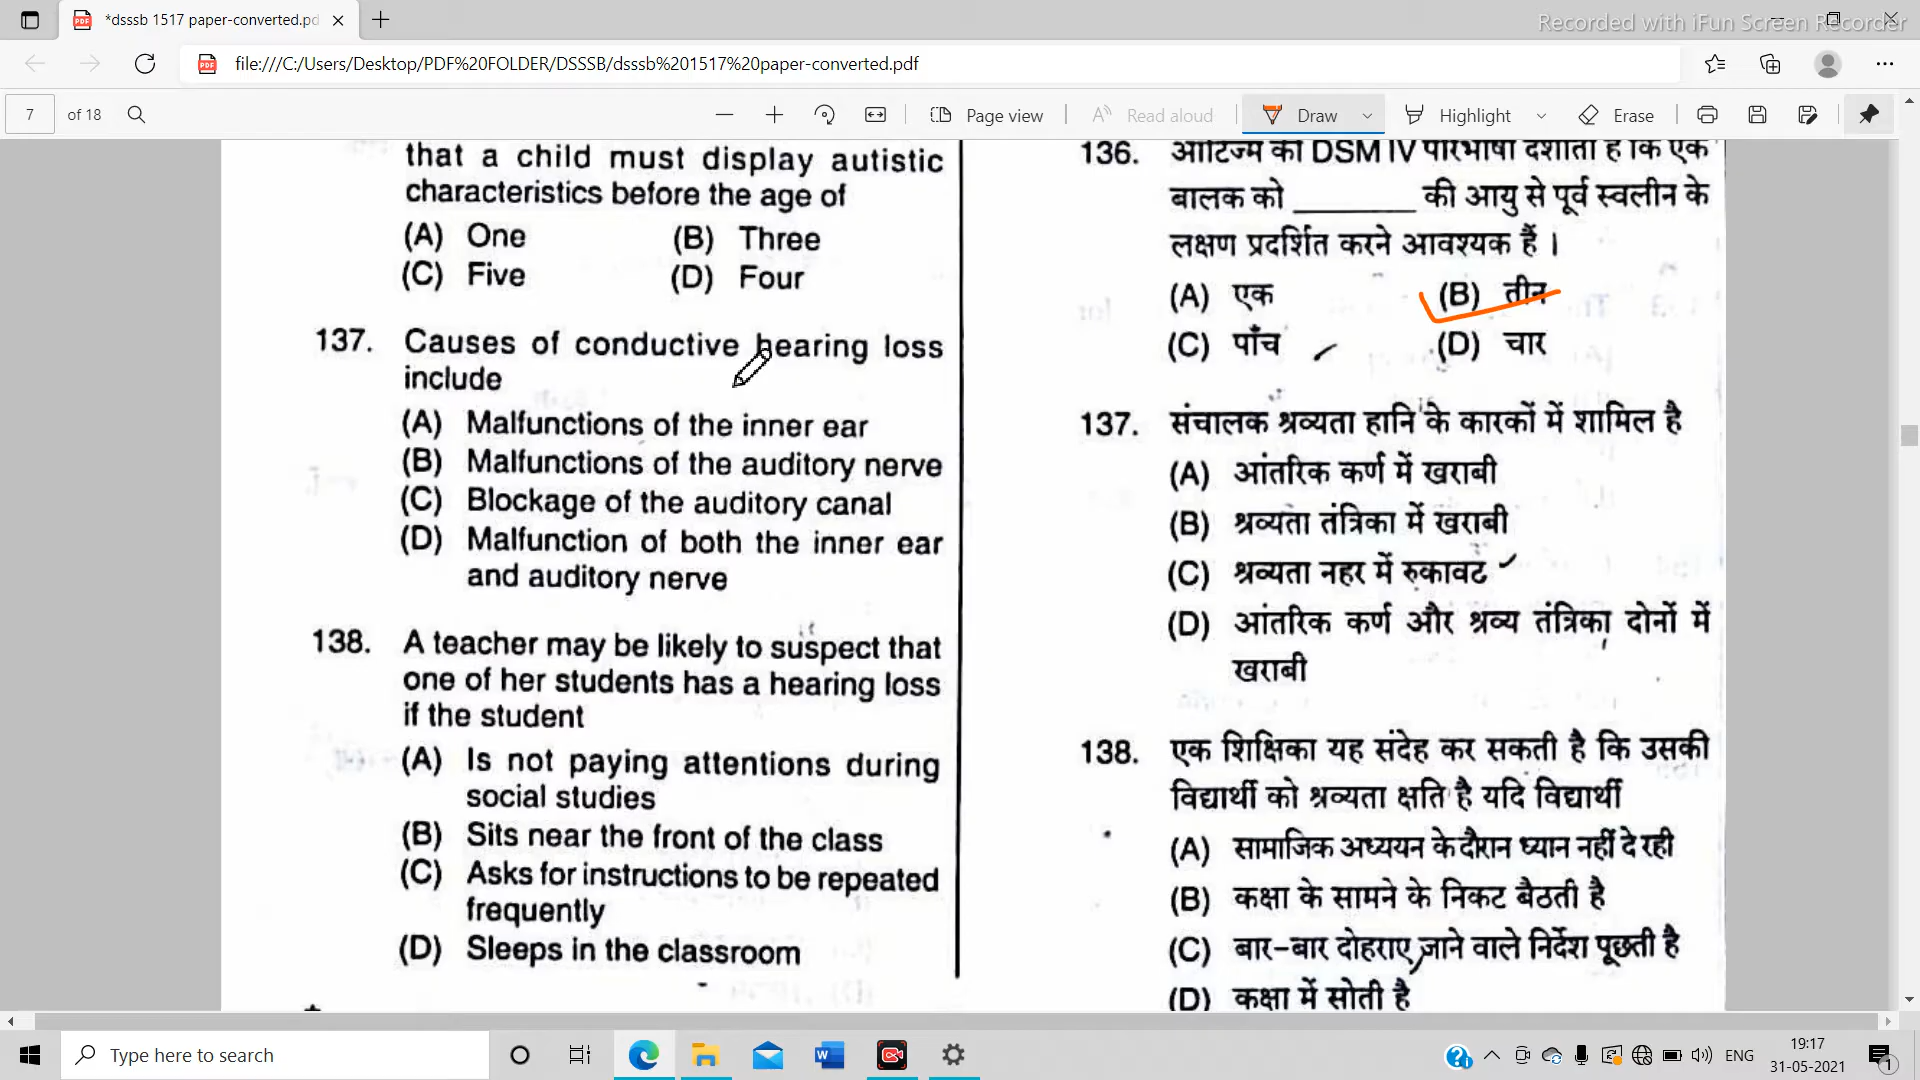 Recorded with iFun Screen Recorder
*dsssb 1517 paper-converted.pd
file:///C:/Users/Desktop/PDF%20FOLDER/DSSSB/dsssb%201517%20paper-converted.pdf
7 of 18
Page view
Read aloud
Draw
Highlight
Erase
that a child must display autistic
characteristics before the age of
(A) One (B) Three
(C) Five (D) Four
137. Causes of conductive hearing loss
include
(A) Malfunctions of the inner ear
(B) Malfunctions of the auditory nerve
(C) Blockage of the auditory canal
(D) Malfunction of both the inner ear
and auditory nerve
138. A teacher may be likely to suspect that
one of her students has a hearing loss
if the student
(A) Is not paying attentions during
social studies
(B) Sits near the front of the class
(C) Asks for instructions to be repeated
frequently
(D) Sleeps in the classroom
136. आटिज्म की DSM IV परिभाषा दर्शाती है कि एक
बालक को ________ की आयु से पूर्व स्वलीन के
लक्षण प्रदर्शित करने आवश्यक हैं ।
(A) एक (B) तीन
(C) पाँच (D) चार
137. संचालक श्रव्यता हानि के कारकों में शामिल है
(A) आंतरिक कर्ण में खराबी
(B) श्रव्यता तंत्रिका में खराबी
(C) श्रव्यता नहर में रुकावट
(D) आंतरिक कर्ण और श्रव्य तंत्रिका दोनों में
खराबी
138. एक शिक्षिका यह संदेह कर सकती है कि उसकी
विद्यार्थी को श्रव्यता क्षति है यदि विद्यार्थी
(A) सामाजिक अध्ययन के दौरान ध्यान नहीं दे रही
(B) कक्षा के सामने के निकट बैठती है
(C) बार-बार दोहराए जाने वाले निर्देश पूछती है
(D) कक्षा में सोती है
Type here to search
ENG
19:17
31-05-2021
1